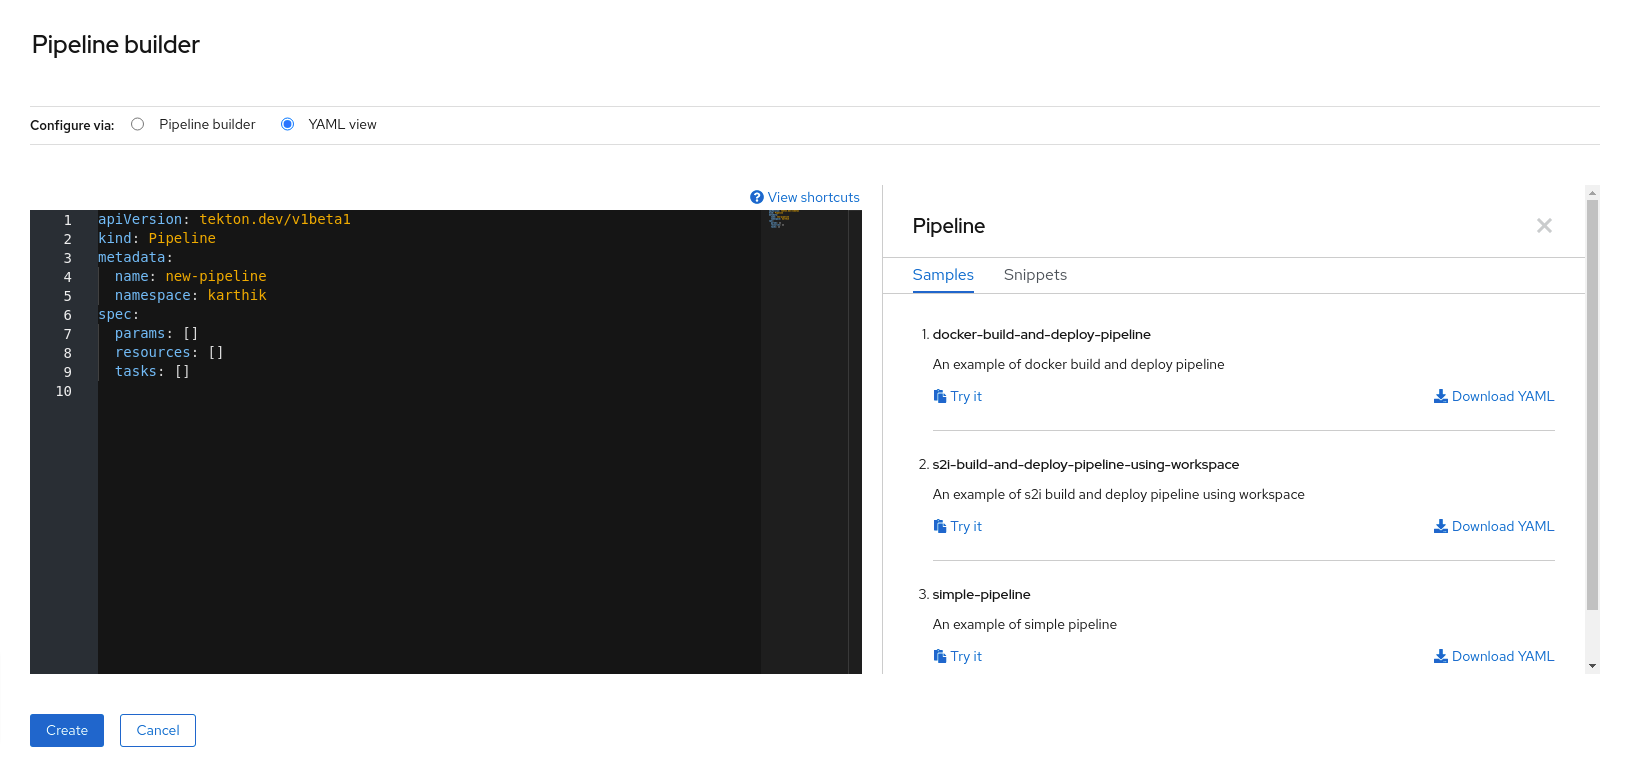 Pipeline builder
Configure via: Pipeline builder YAML view
View shortcuts
1 apiVersion: tekton.dev/v1beta1
2 kind: Pipeline
3 metadata:
4   name: new-pipeline
5   namespace: karthik
6 spec:
7   params: []
8   resources: []
9   tasks: []
10
Pipeline
Samples Snippets
1. docker-build-and-deploy-pipeline
An example of docker build and deploy pipeline
Try it Download YAML
2. s2i-build-and-deploy-pipeline-using-workspace
An example of s2i build and deploy pipeline using workspace
Try it Download YAML
3. simple-pipeline
An example of simple pipeline
Try it Download YAML
Create Cancel